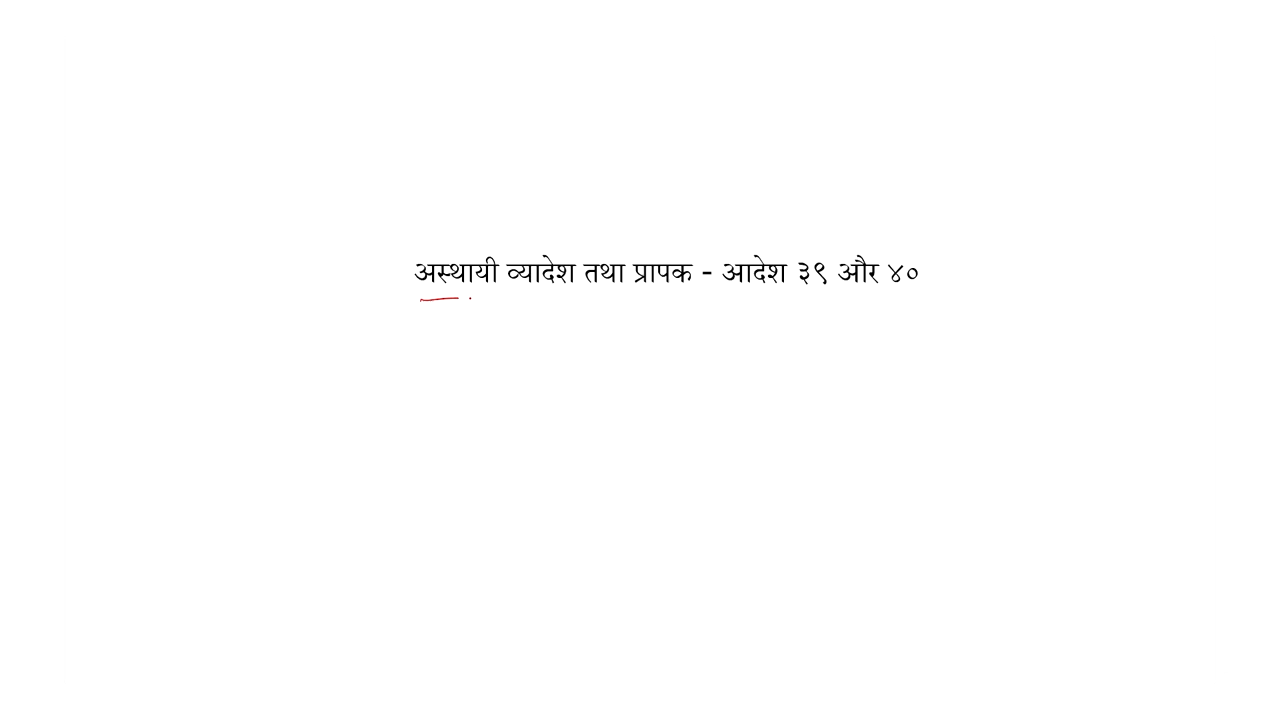 अस्थायी व्यादेश तथा प्रापक - आदेश ३९ और ४०